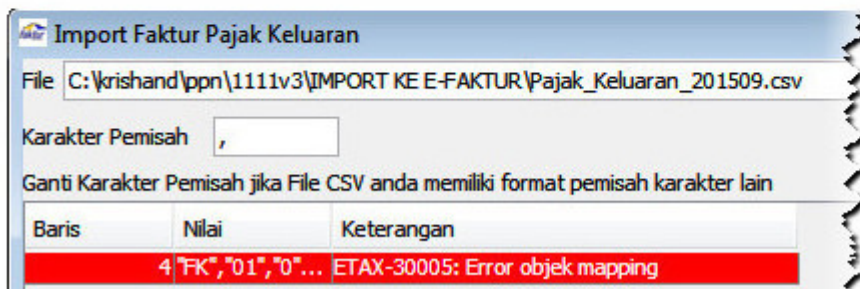 Import Faktur Pajak Keluaran
File C:\krishand\ppn\1111v3\IMPORT KE E-FAKTUR\Pajak_Keluaran_201509.csv
Karakter Pemisah ,
Ganti Karakter Pemisah jika File CSV anda memiliki format pemisah karakter lain
Baris Nilai Keterangan
4 "FK","01","0"... ETAX-30005: Error objek mapping